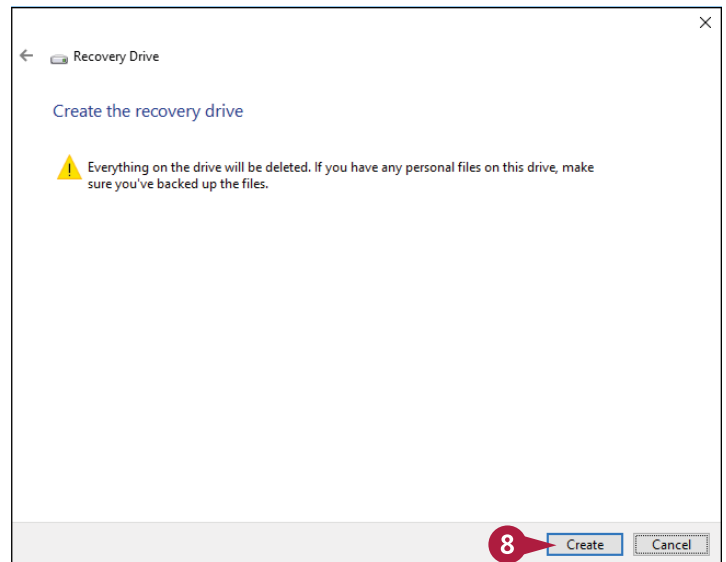 Recovery Drive
Create the recovery drive
Everything on the drive will be deleted. If you have any personal files on this drive, make
sure you've backed up the files.
8 Create Cancel